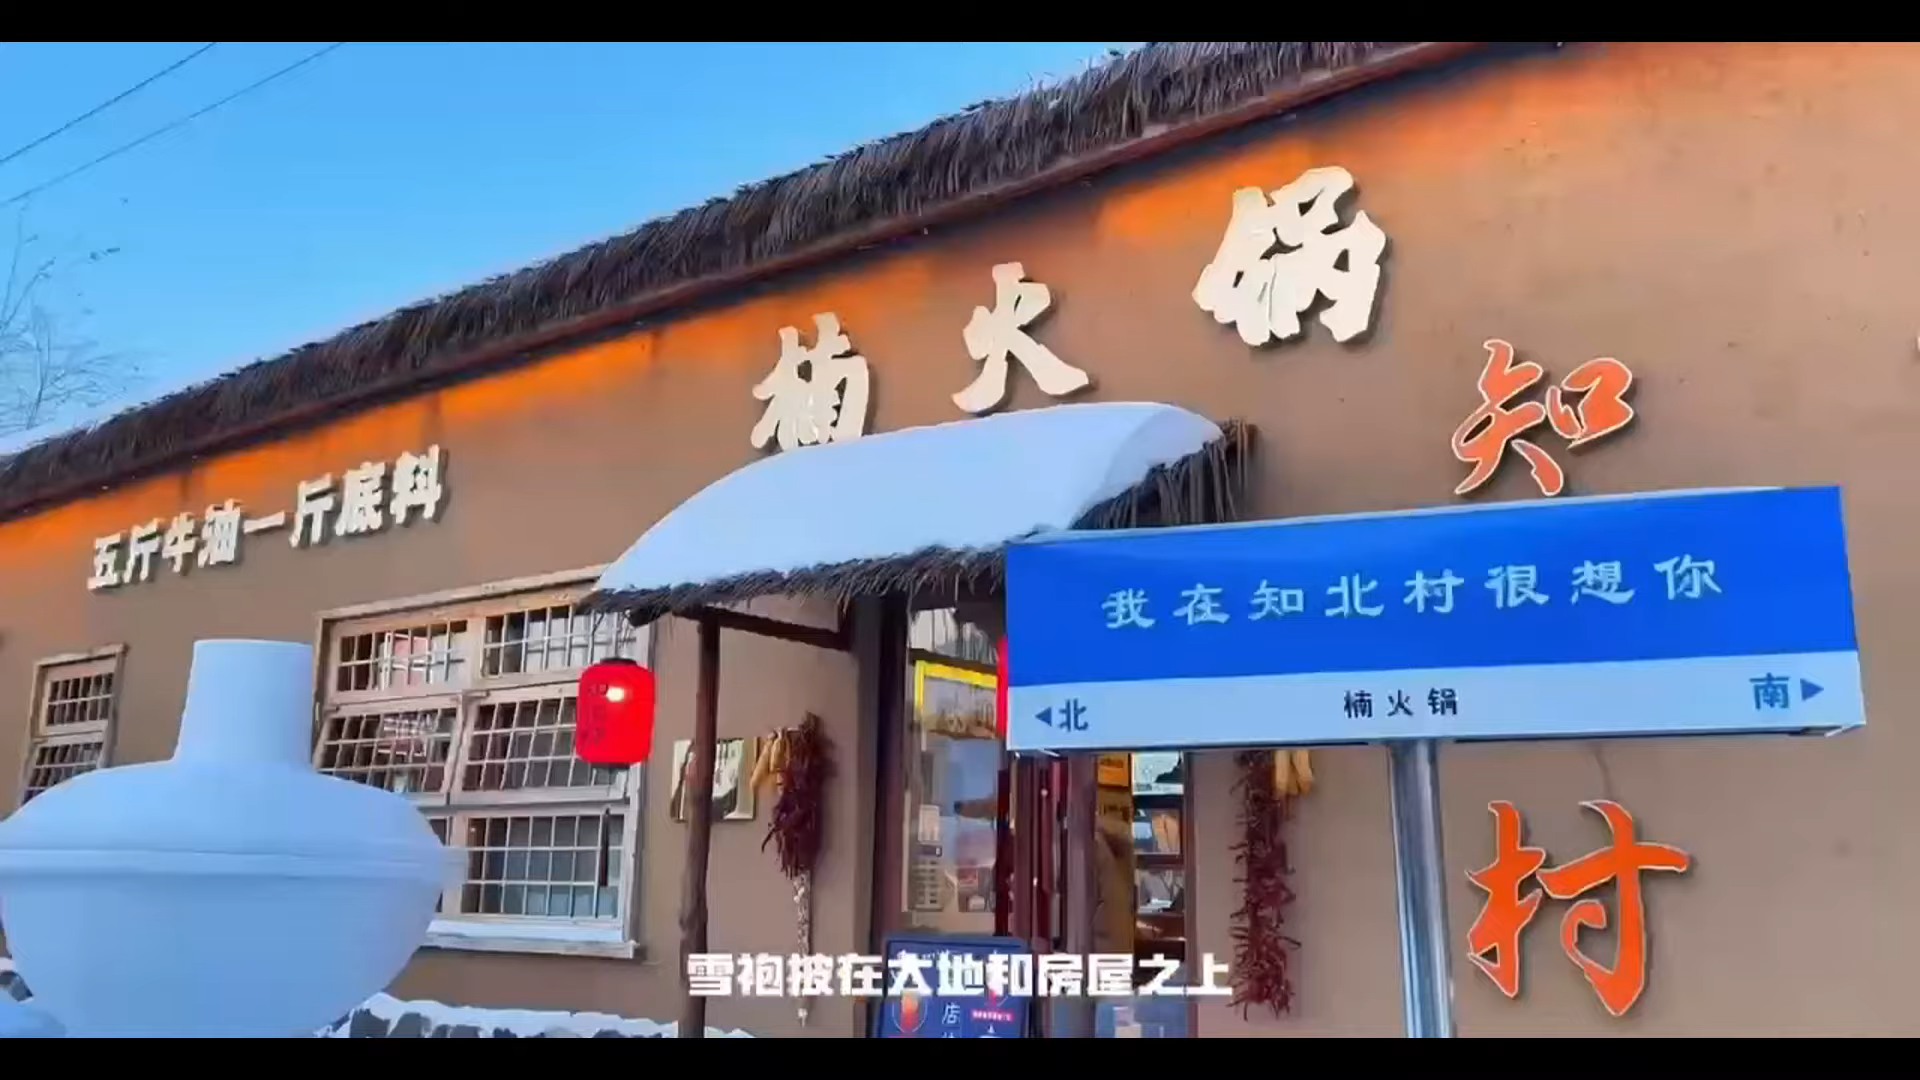 楠火锅
五斤牛油一斤底料
知
村
我在知北村很想你
北 楠火锅 南
店
雪袍披在大地和房屋之上